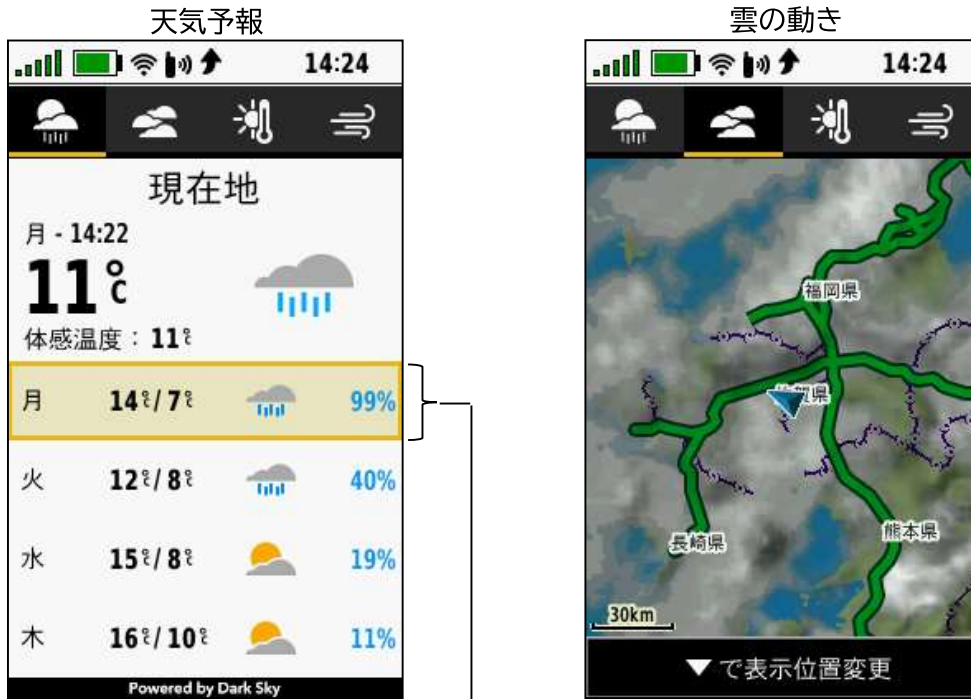 天気予報
14:24
現在地
月 - 14:22
11℃
体感温度 : 11℃
月 14℃/ 7℃ 99%
火 12℃/ 8℃ 40%
水 15℃/ 8℃ 19%
木 16℃/ 10℃ 11%
Powered by Dark Sky
雲の動き
14:24
福岡県
賀県
長崎県
熊本県
30km
▼ で表示位置変更